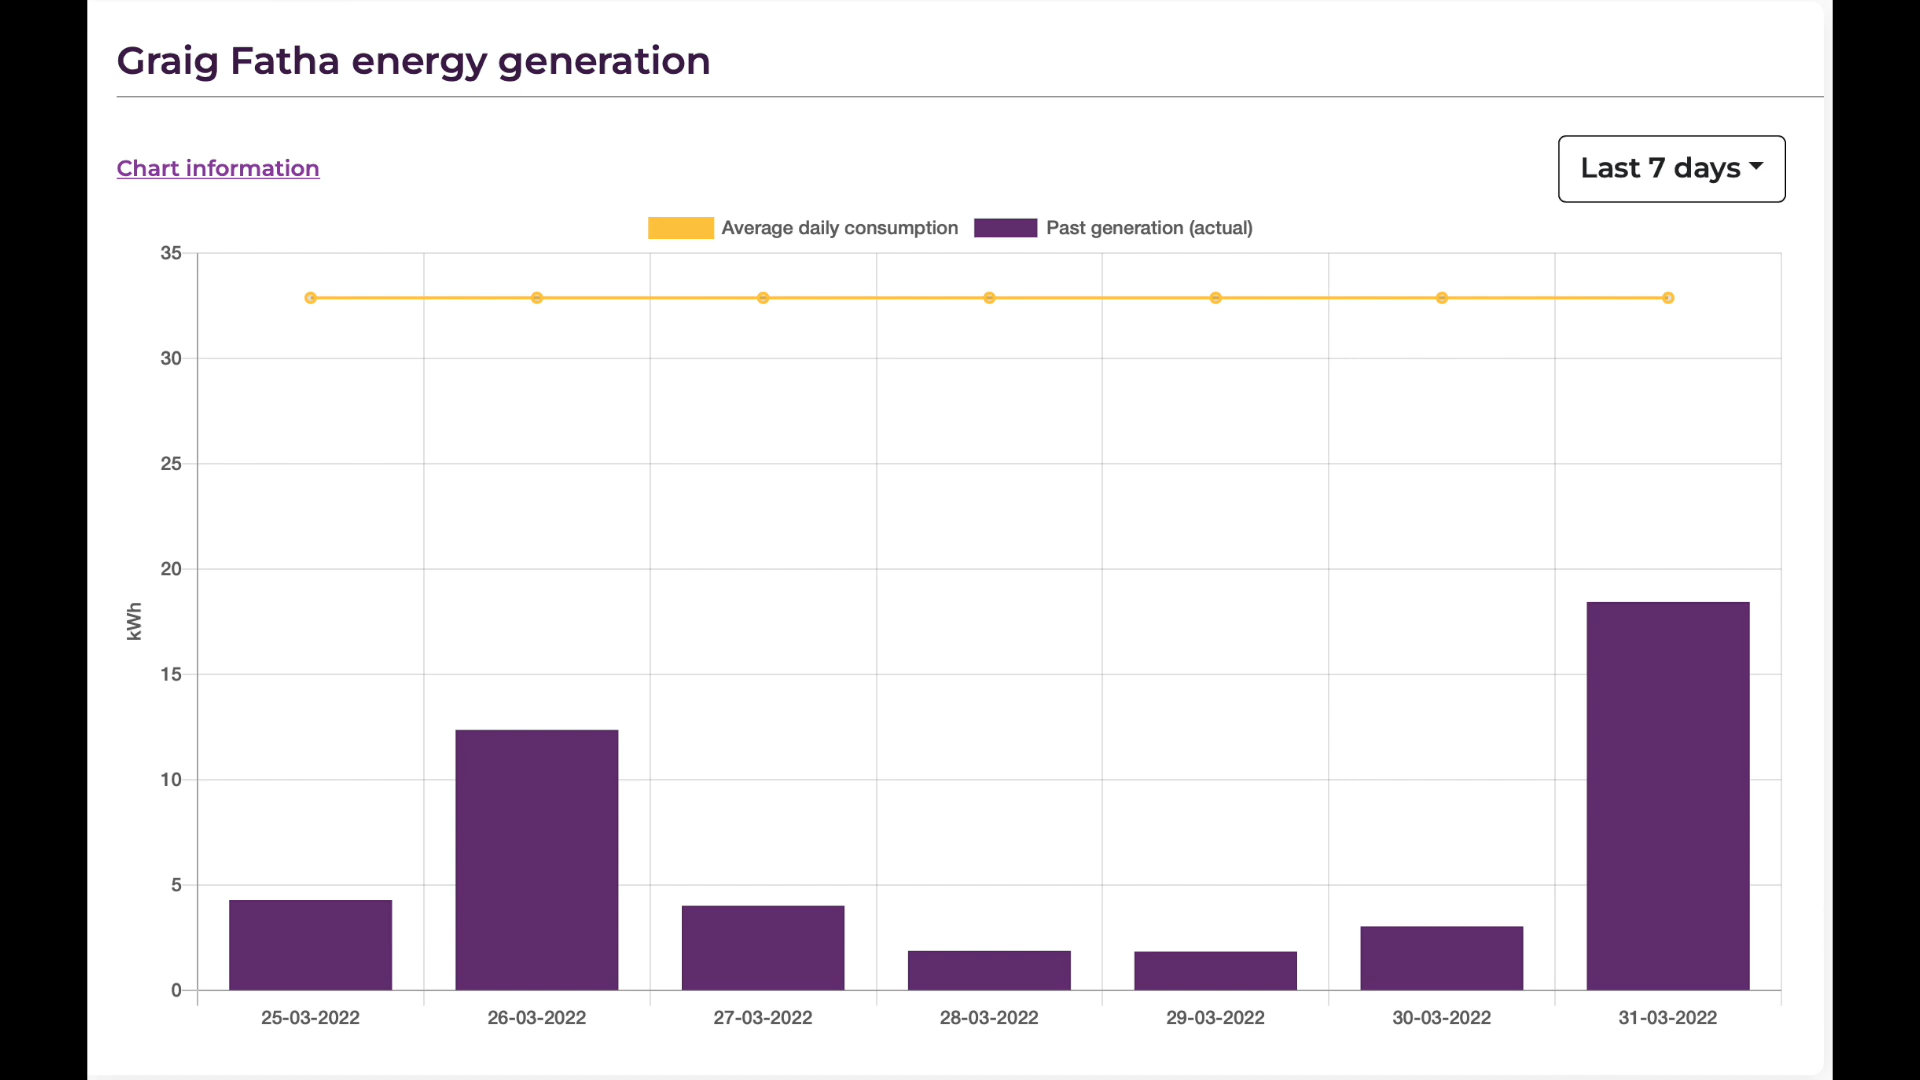 Graig Fatha energy generation
Chart information
Last 7 days
Average daily consumption Past generation (actual)
35
30
25
20
kWh
15
10
5
0
25-03-2022 26-03-2022 27-03-2022 28-03-2022 29-03-2022 30-03-2022 31-03-2022